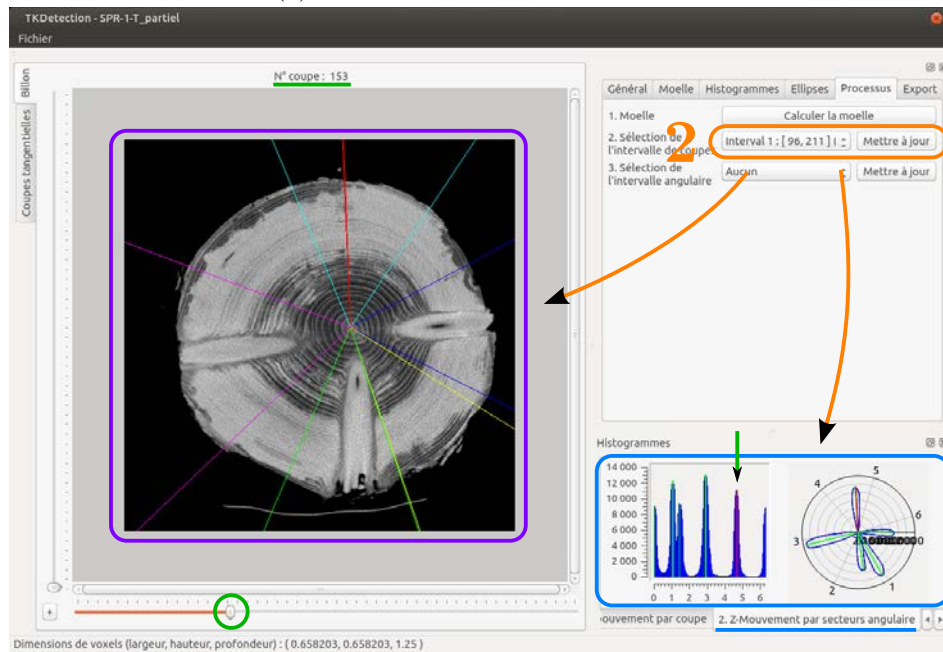 TKDetection - SPR-1-T_partiel
Fichier
Billon
Coupes tangentielles
N° coupe : 153
Général Moelle Histogrammes Ellipses Processus Export
1. Moelle Calculer la moelle
2. Sélection de
l'intervalle de coupes
2
Interval 1 : [ 96, 211 ] ( Mettre à jour
3. Sélection de
l'intervalle angulaire
Aucun Mettre à jour
Histogrammes
14 000
12 000
10 000
8 000
6 000
4 000
2 000
0
0 1 2 3 4 5 6
5
4
6
3
2
1
ouvement par coupe 2. Z-Mouvement par secteurs angulaire
+
Dimensions de voxels (largeur, hauteur, profondeur) : ( 0.658203, 0.658203, 1.25 )